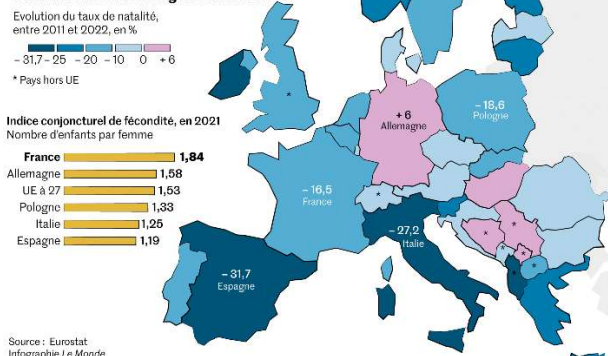 Evolution du taux de natalité,
entre 2011 et 2022, en %
– 31,7 – 25 – 20 – 10 0 + 6
* Pays hors UE
Indice conjoncturel de fécondité, en 2021
Nombre d'enfants par femme
France 1,84
Allemagne 1,58
UE à 27 1,53
Pologne 1,33
Italie 1,25
Espagne 1,19
Source : Eurostat
Infographie Le Monde
*
+ 6
Allemagne
– 18,6
Pologne
– 16,5
France
*
– 27,2
Italie
– 31,7
Espagne
*
*
*
*
*
*